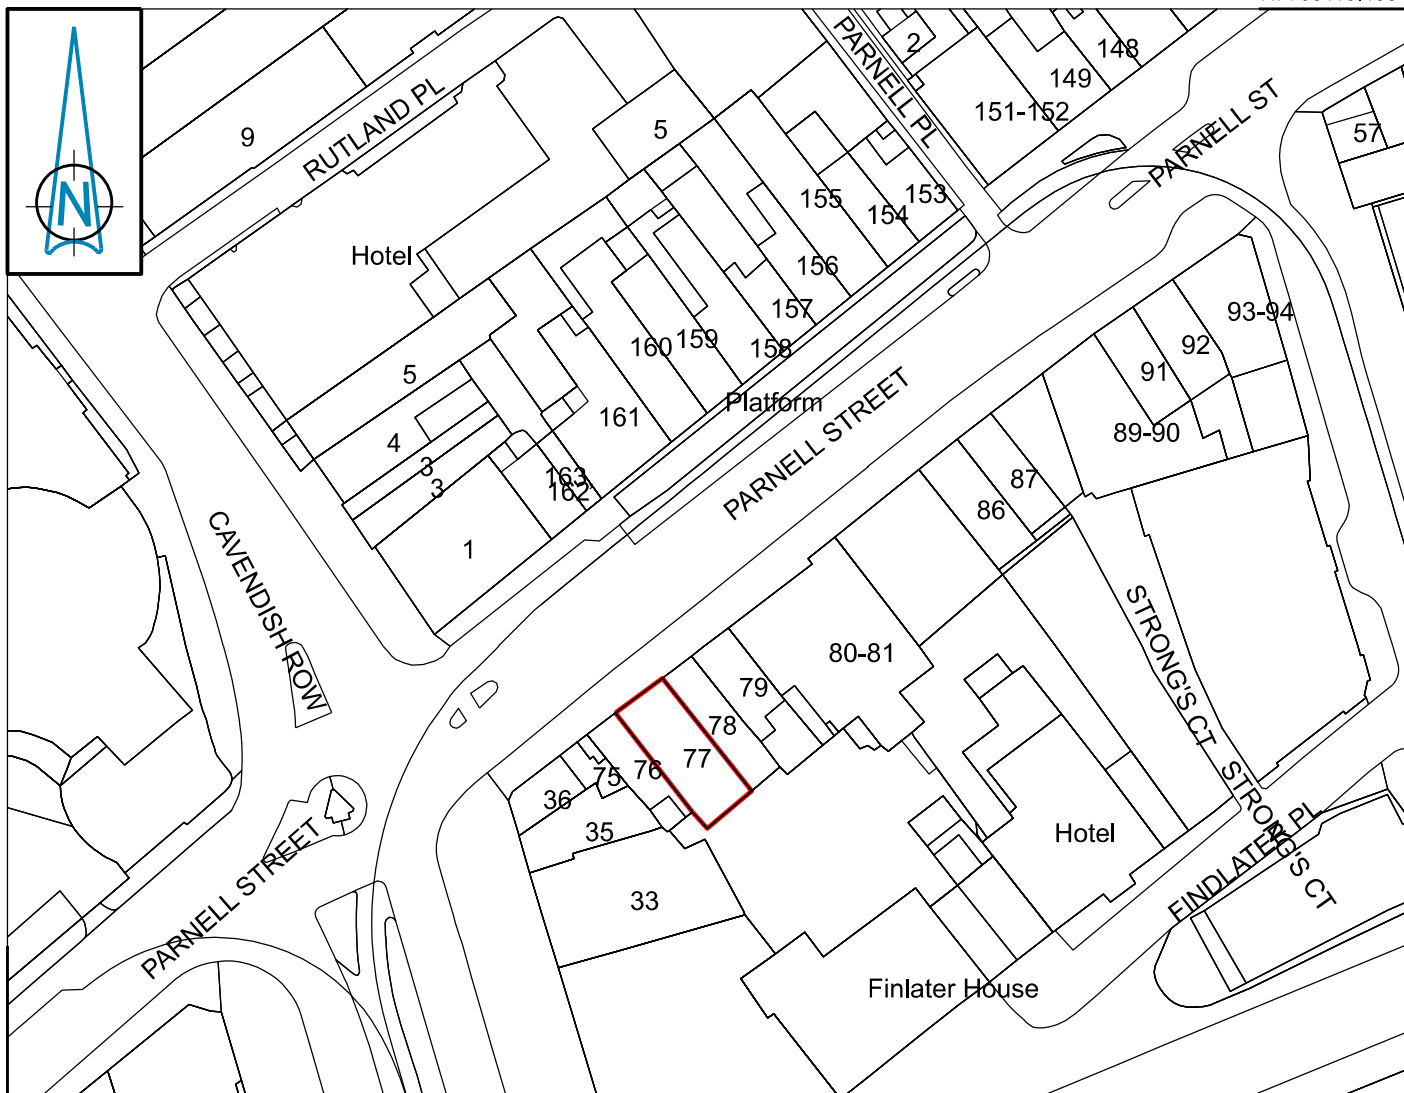 N
9
RUTLAND PL
Hotel
5
PARNELL PL
2
148
149
151-152
PARNELL ST
57
153
154
155
156
157
158
159
160
161
163
162
5
4
3
3
1
Platform
PARNELL STREET
93-94
92
91
89-90
87
86
CAVENDISH ROW
80-81
79
78
77
76
75
36
35
33
STRONG'S CT
STRONG'S CT
FINDLATER PL
Hotel
PARNELL STREET
Finlater House